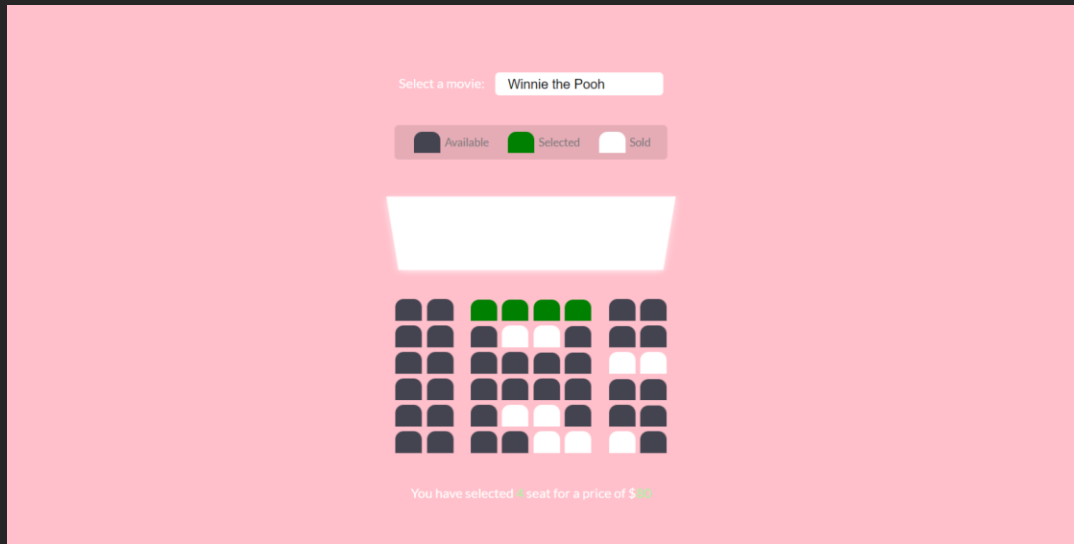 Select a movie: Winnie the Pooh
Available Selected Sold
You have selected seat for a price of $